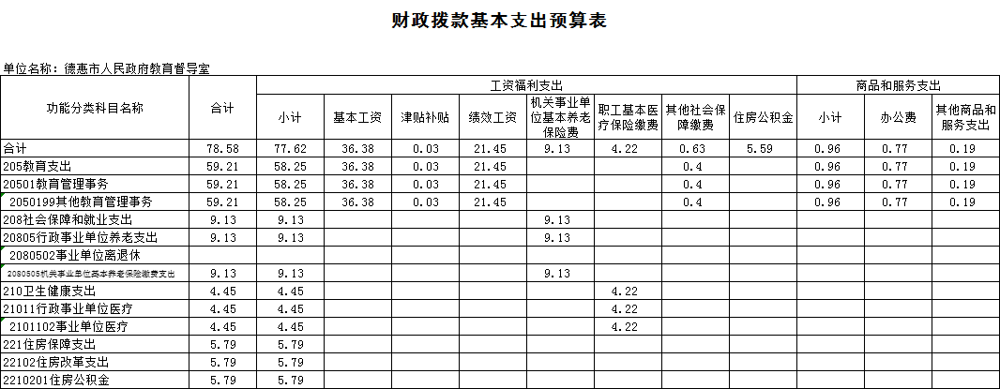 财政拨款基本支出预算表
单位名称：德惠市人民政府教育督导室
功能分类科目名称 合计 工资福利支出 商品和服务支出
小计 基本工资 津贴补贴 绩效工资 机关事业单位基本养老保险费 职工基本医疗保险缴费 其他社会保障缴费 住房公积金 小计 办公费 其他商品和服务支出
合计 78.58 77.62 36.38 0.03 21.45 9.13 4.22 0.63 5.59 0.96 0.77 0.19
205教育支出 59.21 58.25 36.38 0.03 21.45 0.4 0.96 0.77 0.19
20501教育管理事务 59.21 58.25 36.38 0.03 21.45 0.4 0.96 0.77 0.19
2050199其他教育管理事务 59.21 58.25 36.38 0.03 21.45 0.4 0.96 0.77 0.19
208社会保障和就业支出 9.13 9.13 9.13
20805行政事业单位养老支出 9.13 9.13 9.13
2080502事业单位离退休
2080505机关事业单位基本养老保险缴费支出 9.13 9.13 9.13
210卫生健康支出 4.45 4.45 4.22
21011行政事业单位医疗 4.45 4.45 4.22
2101102事业单位医疗 4.45 4.45 4.22
221住房保障支出 5.79 5.79
22102住房改革支出 5.79 5.79
2210201住房公积金 5.79 5.79